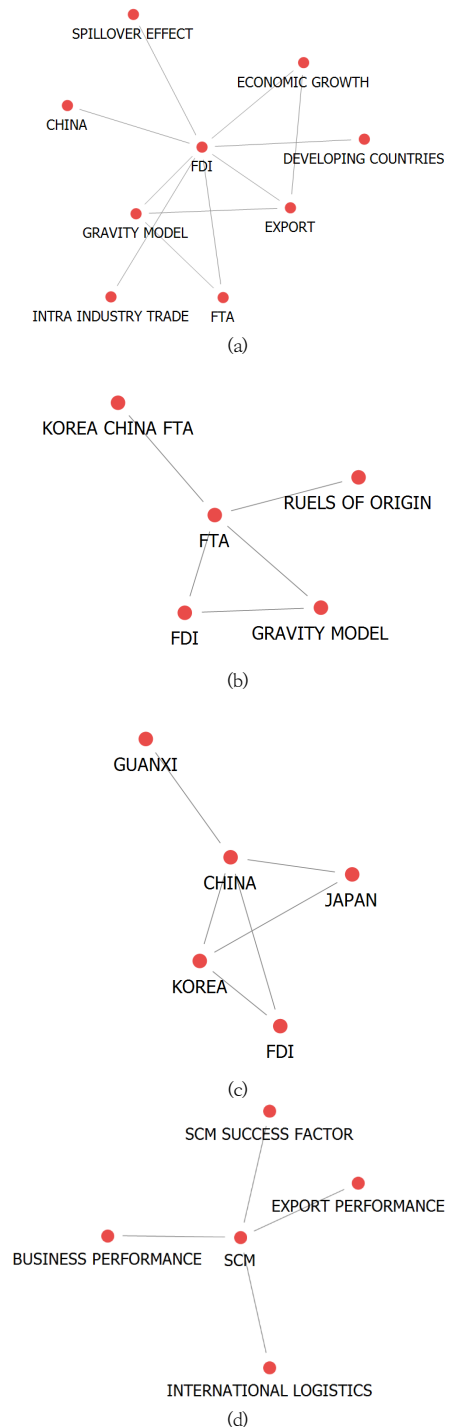 SPILLOVER EFFECT
ECONOMIC GROWTH
CHINA
FDI
DEVELOPING COUNTRIES
GRAVITY MODEL
EXPORT
INTRA INDUSTRY TRADE
FTA
(a)
KOREA CHINA FTA
RUELS OF ORIGIN
FTA
FDI
GRAVITY MODEL
(b)
GUANXI
CHINA
JAPAN
KOREA
FDI
(c)
SCM SUCCESS FACTOR
EXPORT PERFORMANCE
BUSINESS PERFORMANCE
SCM
INTERNATIONAL LOGISTICS
(d)